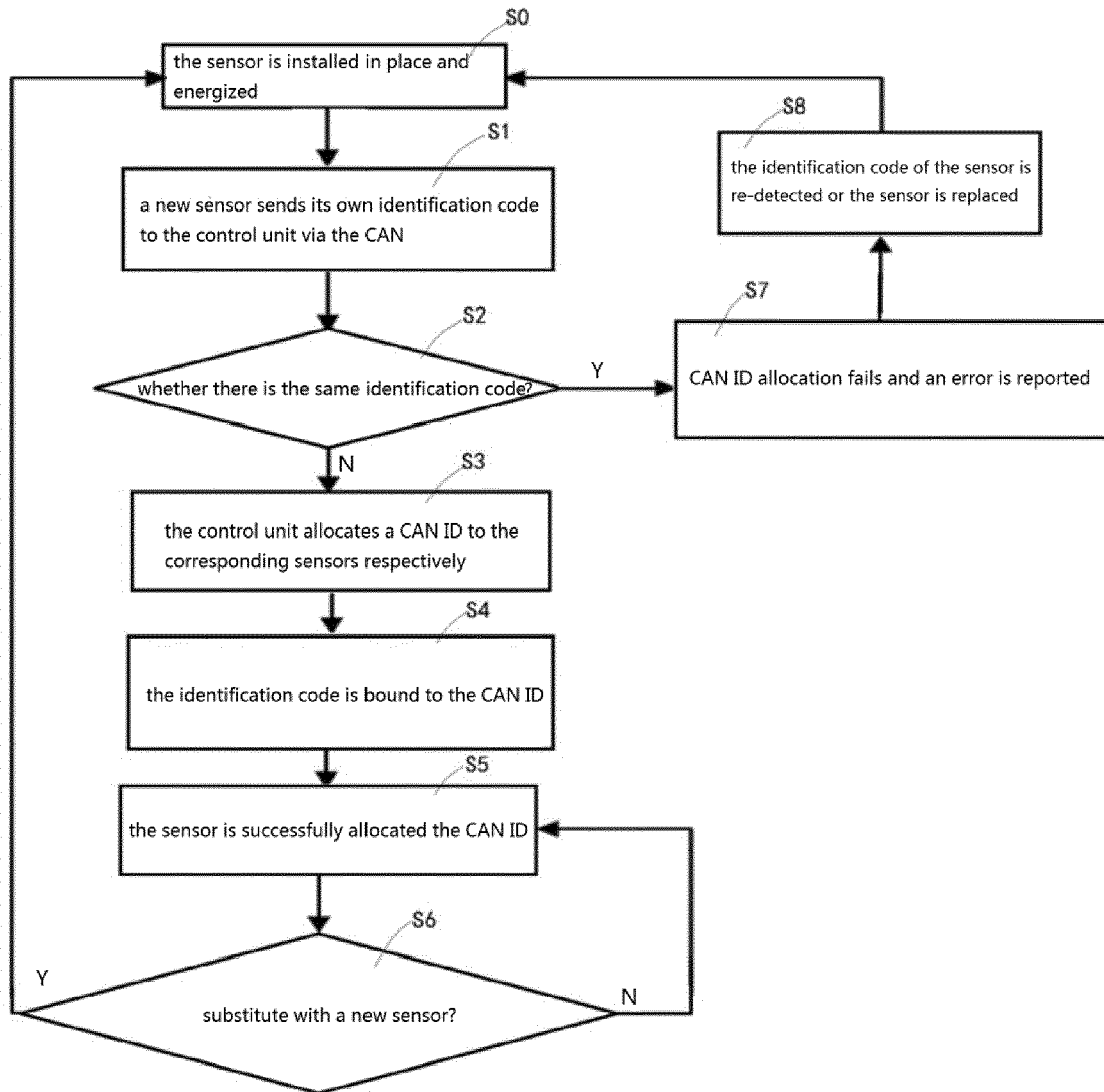 S0
the sensor is installed in place and
energized
S1
a new sensor sends its own identification code
to the control unit via the CAN
S2
whether there is the same identification code?
Y
N
S3
the control unit allocates a CAN ID to the
corresponding sensors respectively
S4
the identification code is bound to the CAN ID
S5
the sensor is successfully allocated the CAN ID
S6
substitute with a new sensor?
Y
N
S7
CAN ID allocation fails and an error is reported
S8
the identification code of the sensor is
re-detected or the sensor is replaced